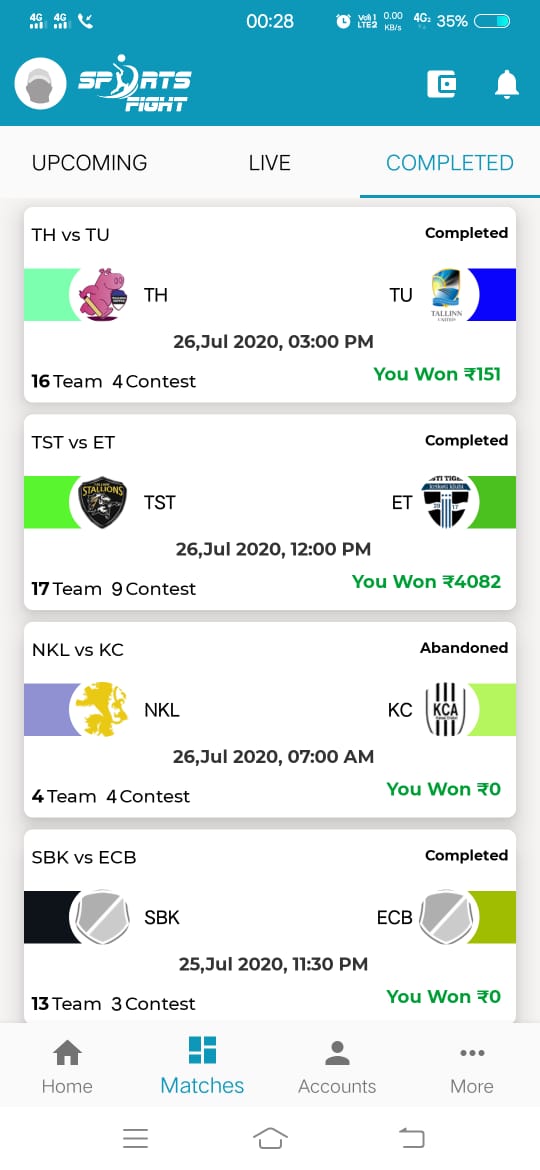 4G 4G 00:28 Vo)) 1 LTE2 0.00 KB/s 4G2 35%
SPORTS
FIGHT
UPCOMING LIVE COMPLETED
TH vs TU Completed
TH TU
TALLINN
UNITED
26,Jul 2020, 03:00 PM
16 Team 4 Contest You Won ₹151
TST vs ET Completed
STALLIONS
TST ET
26,Jul 2020, 12:00 PM
17 Team 9 Contest You Won ₹4082
NKL vs KC Abandoned
NKL KC KCA
26,Jul 2020, 07:00 AM
4 Team 4 Contest You Won ₹0
SBK vs ECB Completed
SBK ECB
25,Jul 2020, 11:30 PM
13 Team 3 Contest You Won ₹0
Home Matches Accounts More